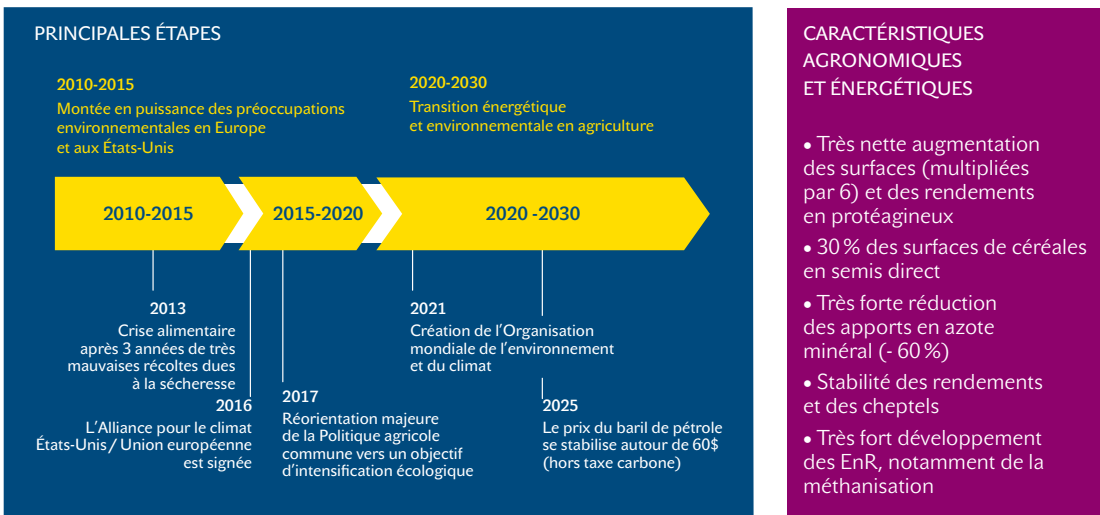 PRINCIPALES ÉTAPES
2010-2015
Montée en puissance des préoccupations
environnementales en Europe
et aux États-Unis
2020-2030
Transition énergétique
et environnementale en agriculture
2010-2015
2015-2020
2020 -2030
2013
Crise alimentaire
après 3 années de très
mauvaises récoltes dues
à la sécheresse
2016
L'Alliance pour le climat
États-Unis / Union européenne
est signée
2017
Réorientation majeure
de la Politique agricole
commune vers un objectif
d'intensification écologique
2021
Création de l'Organisation
mondiale de l'environnement
et du climat
2025
Le prix du baril de pétrole
se stabilise autour de 60$
(hors taxe carbone)
CARACTÉRISTIQUES
AGRONOMIQUES
ET ÉNERGÉTIQUES
• Très nette augmentation
des surfaces (multipliées
par 6) et des rendements
en protéagineux
• 30 % des surfaces de céréales
en semis direct
• Très forte réduction
des apports en azote
minéral (- 60 %)
• Stabilité des rendements
et des cheptels
• Très fort développement
des EnR, notamment de la
méthanisation